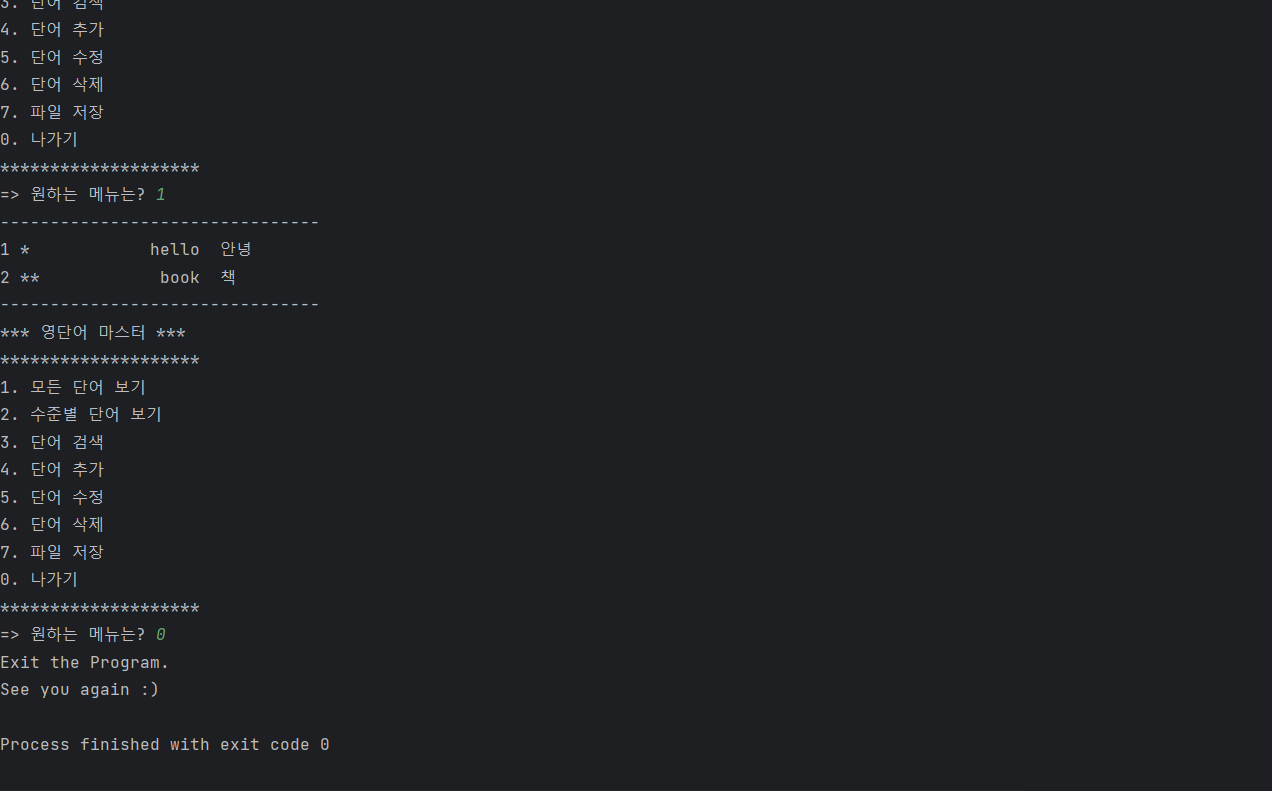 3. 단어 검색
4. 단어 추가
5. 단어 수정
6. 단어 삭제
7. 파일 저장
0. 나가기
********************
=> 원하는 메뉴는? 1
--------------------------------
1 *            hello  안녕
2 **            book  책
--------------------------------
*** 영단어 마스터 ***
********************
1. 모든 단어 보기
2. 수준별 단어 보기
3. 단어 검색
4. 단어 추가
5. 단어 수정
6. 단어 삭제
7. 파일 저장
0. 나가기
********************
=> 원하는 메뉴는? 0
Exit the Program.
See you again :)
Process finished with exit code 0